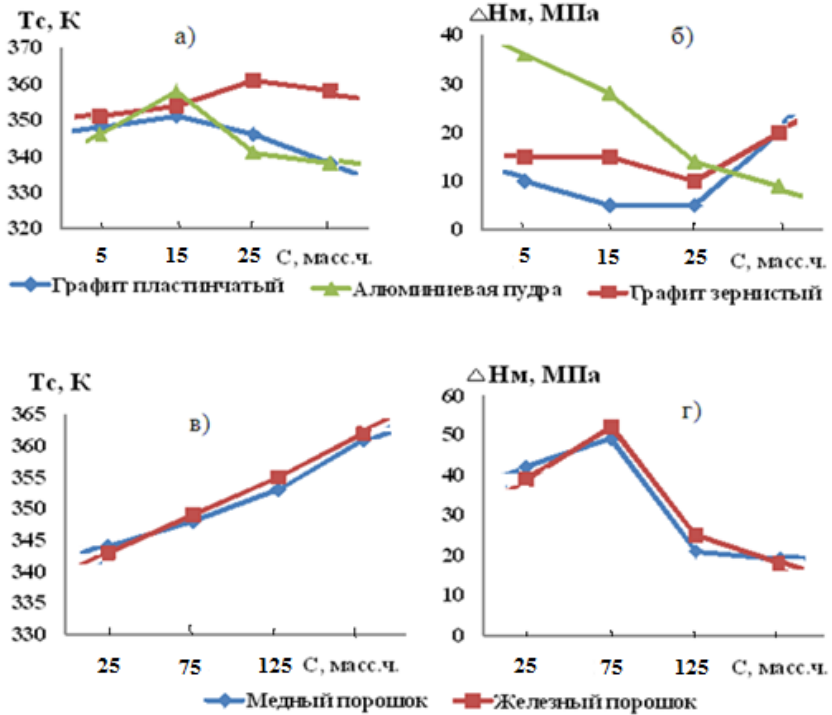 Тс, К
а)
370
360
350
340
330
320
5 15 25 С, масс.ч.
△Нм, МПа
б)
40
30
20
10
0
5 15 25 С, масс.ч.
Графит пластинчатый Алюминиевая пудра Графит зернистый
Тс, К
в)
365
360
355
350
345
340
335
330
25 75 125 С, масс.ч.
△Нм, МПа
г)
60
50
40
30
20
10
0
25 75 125 С, масс.ч.
Медный порошок Железный порошок